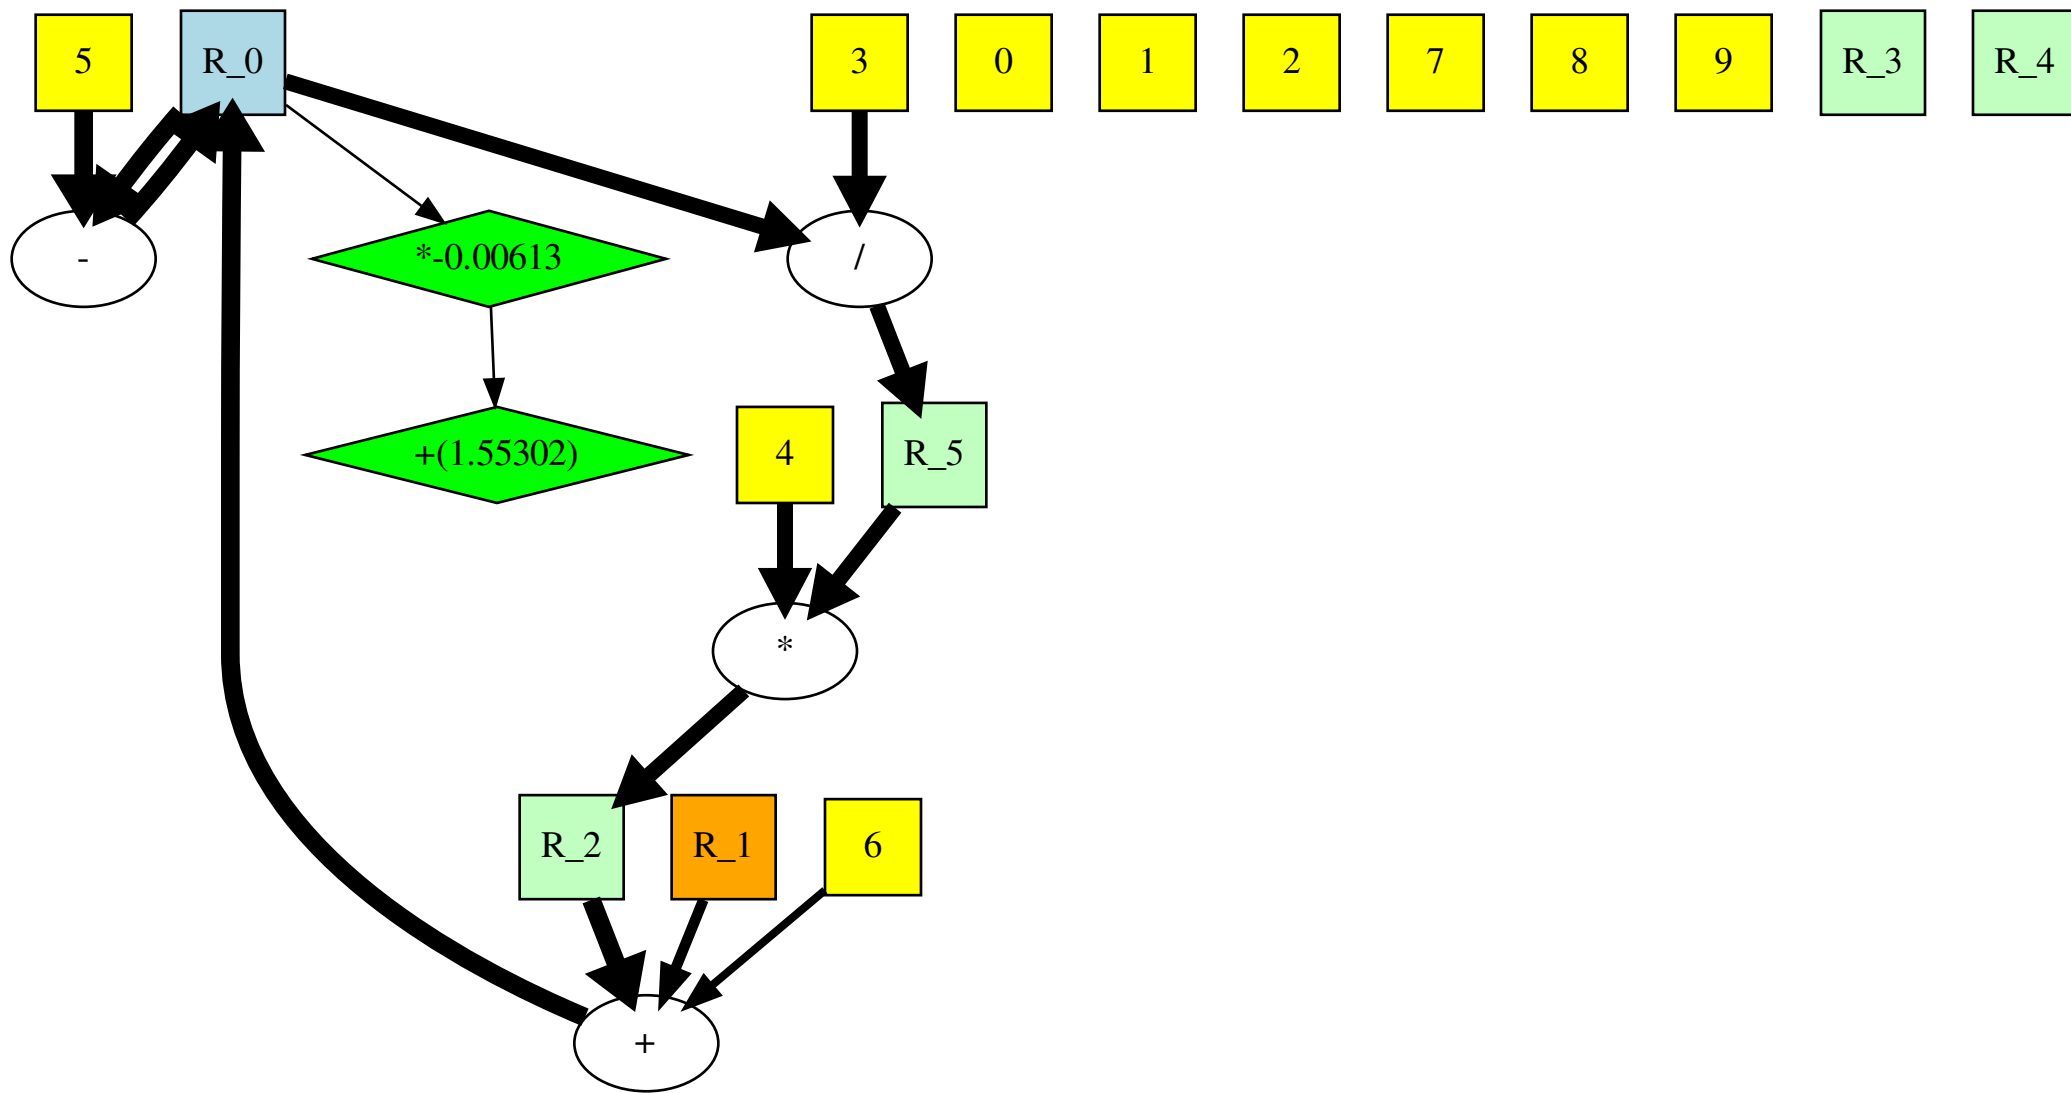 5 R_0 3 0 1 2 7 8 9 R_3 R_4
- *-0.00613 /
+(1.55302) 4 R_5
*
R_2 R_1 6
+